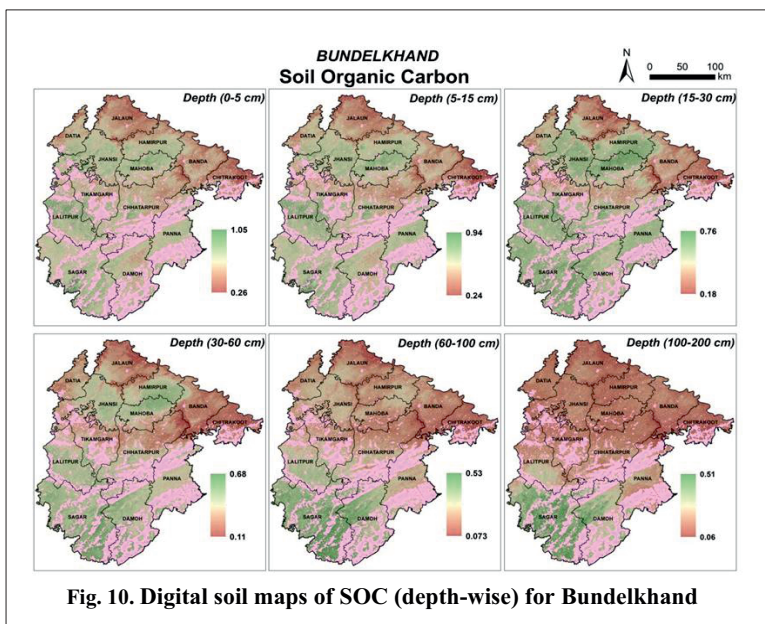 BUNDELKHAND
Soil Organic Carbon
N
0 50 100
km
Depth (0-5 cm)
JALAUN
DATIA
HAMIRPUR
JHANSI
MAHOBA
BANDA
CHITRAKOOT
TIKAMGARH
CHHATARPUR
LALITPUR
PANNA
SAGAR
DAMOH
1.05
0.26
Depth (5-15 cm)
JALAUN
DATIA
HAMIRPUR
JHANSI
MAHOBA
BANDA
CHITRAKOOT
TIKAMGARH
CHHATARPUR
LALITPUR
PANNA
SAGAR
DAMOH
0.94
0.24
Depth (15-30 cm)
JALAUN
DATIA
HAMIRPUR
JHANSI
MAHOBA
BANDA
CHITRAKOOT
TIKAMGARH
CHHATARPUR
LALITPUR
PANNA
SAGAR
DAMOH
0.76
0.18
Depth (30-60 cm)
JALAUN
DATIA
HAMIRPUR
JHANSI
MAHOBA
BANDA
CHITRAKOOT
TIKAMGARH
CHHATARPUR
LALITPUR
PANNA
SAGAR
DAMOH
0.68
0.11
Depth (60-100 cm)
JALAUN
DATIA
HAMIRPUR
JHANSI
MAHOBA
BANDA
CHITRAKOOT
TIKAMGARH
CHHATARPUR
LALITPUR
PANNA
SAGAR
DAMOH
0.53
0.073
Depth (100-200 cm)
JALAUN
DATIA
HAMIRPUR
JHANSI
MAHOBA
BANDA
CHITRAKOOT
TIKAMGARH
CHHATARPUR
LALITPUR
PANNA
SAGAR
DAMOH
0.51
0.06
Fig. 10. Digital soil maps of SOC (depth-wise) for Bundelkhand